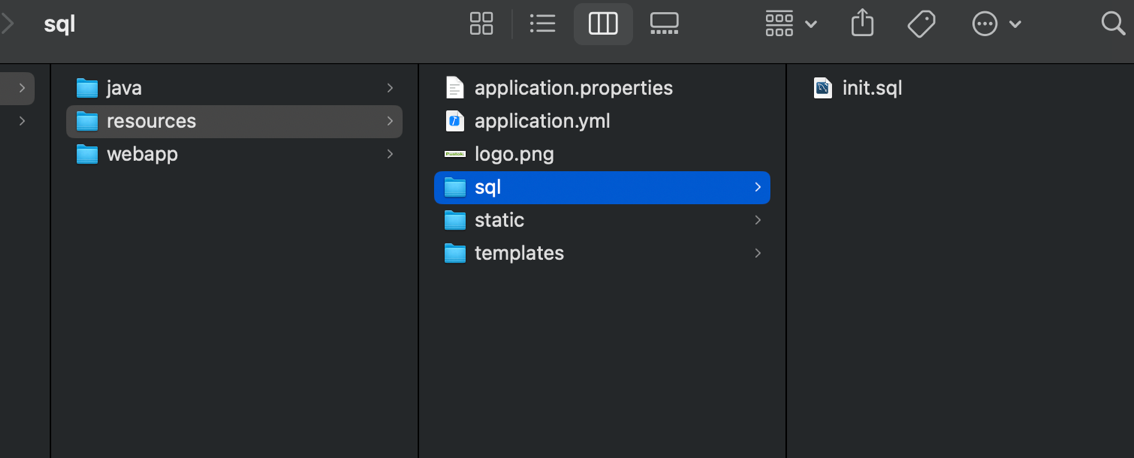 sql
java
resources
webapp
application.properties
application.yml
logo.png
sql
static
templates
init.sql